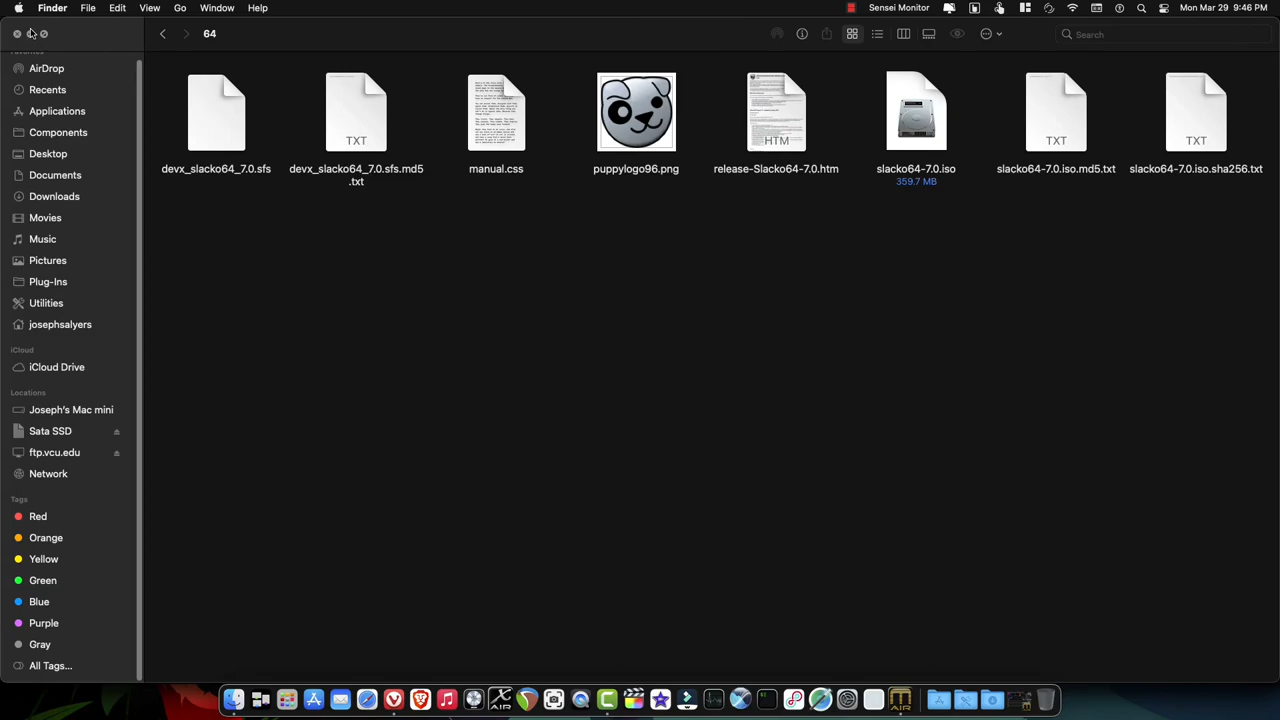 Finder File Edit View Go Window Help
Sensei Monitor
Mon Mar 29 9:46 PM
64
Search
Favorites
AirDrop
Recents
Applications
Components
Desktop
Documents
Downloads
Movies
Music
Pictures
Plug-Ins
Utilities
josephsalyers
iCloud
iCloud Drive
Locations
Joseph's Mac mini
Sata SSD
ftp.vcu.edu
Network
Tags
Red
Orange
Yellow
Green
Blue
Purple
Gray
All Tags...
TXT
HTM
TXT
TXT
devx_slacko64_7.0.sfs
devx_slacko64_7.0.sfs.md5
.txt
manual.css
puppylogo96.png
release-Slacko64-7.0.htm
slacko64-7.0.iso
359.7 MB
slacko64-7.0.iso.md5.txt
slacko64-7.0.iso.sha256.txt
AIR
AIR